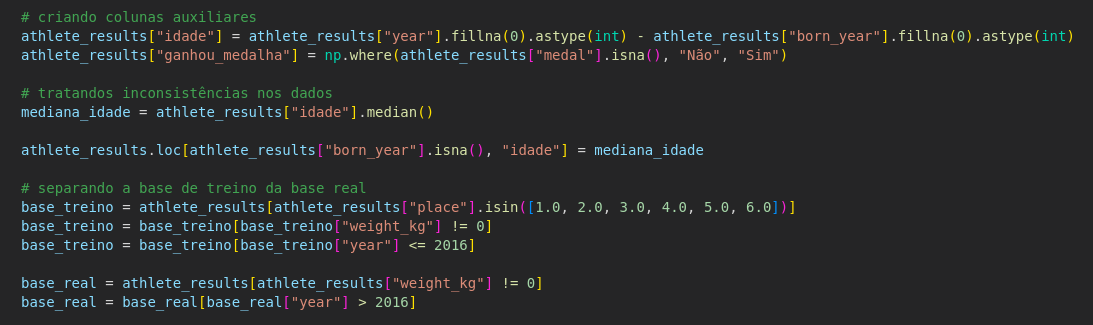 # criando colunas auxiliares
athlete_results["idade"] = athlete_results["year"].fillna(0).astype(int) - athlete_results["born_year"].fillna(0).astype(int)
athlete_results["ganhou_medalha"] = np.where(athlete_results["medal"].isna(), "Não", "Sim")
# tratandos inconsistências nos dados
mediana_idade = athlete_results["idade"].median()
athlete_results.loc[athlete_results["born_year"].isna(), "idade"] = mediana_idade
# separando a base de treino da base real
base_treino = athlete_results[athlete_results["place"].isin([1.0, 2.0, 3.0, 4.0, 5.0, 6.0])]
base_treino = base_treino[base_treino["weight_kg"] != 0]
base_treino = base_treino[base_treino["year"] <= 2016]
base_real = athlete_results[athlete_results["weight_kg"] != 0]
base_real = base_real[base_real["year"] > 2016]